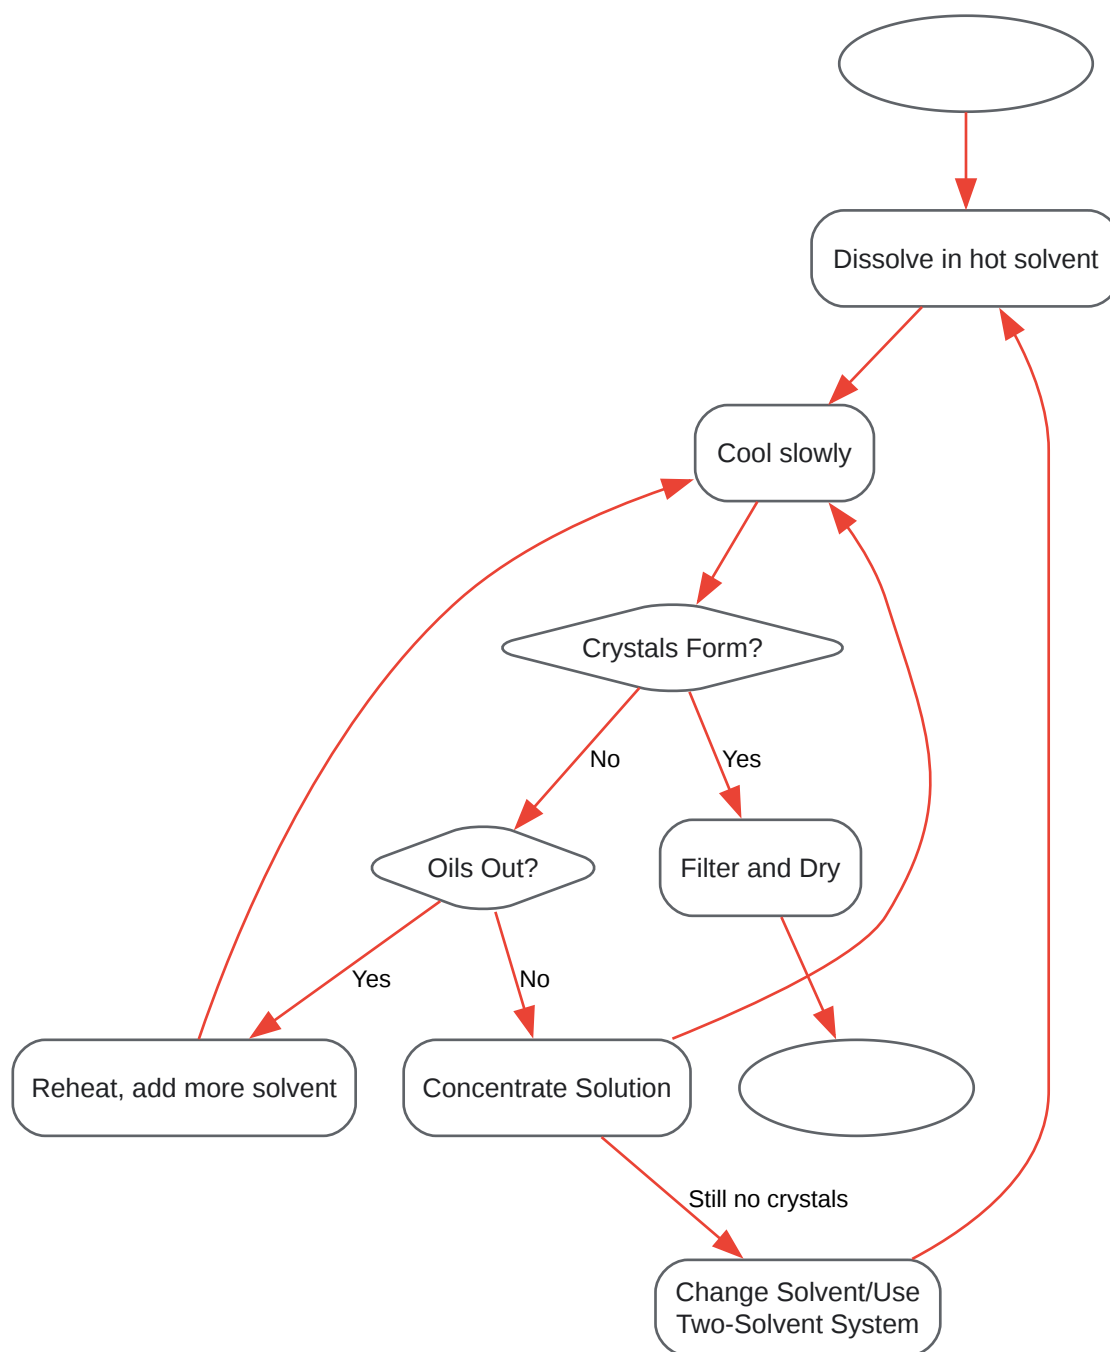 Dissolve in hot solvent
Cool slowly
Crystals Form?
No
Yes
Oils Out?
Filter and Dry
Yes
No
Reheat, add more solvent
Concentrate Solution
Still no crystals
Change Solvent/Use
Two-Solvent System